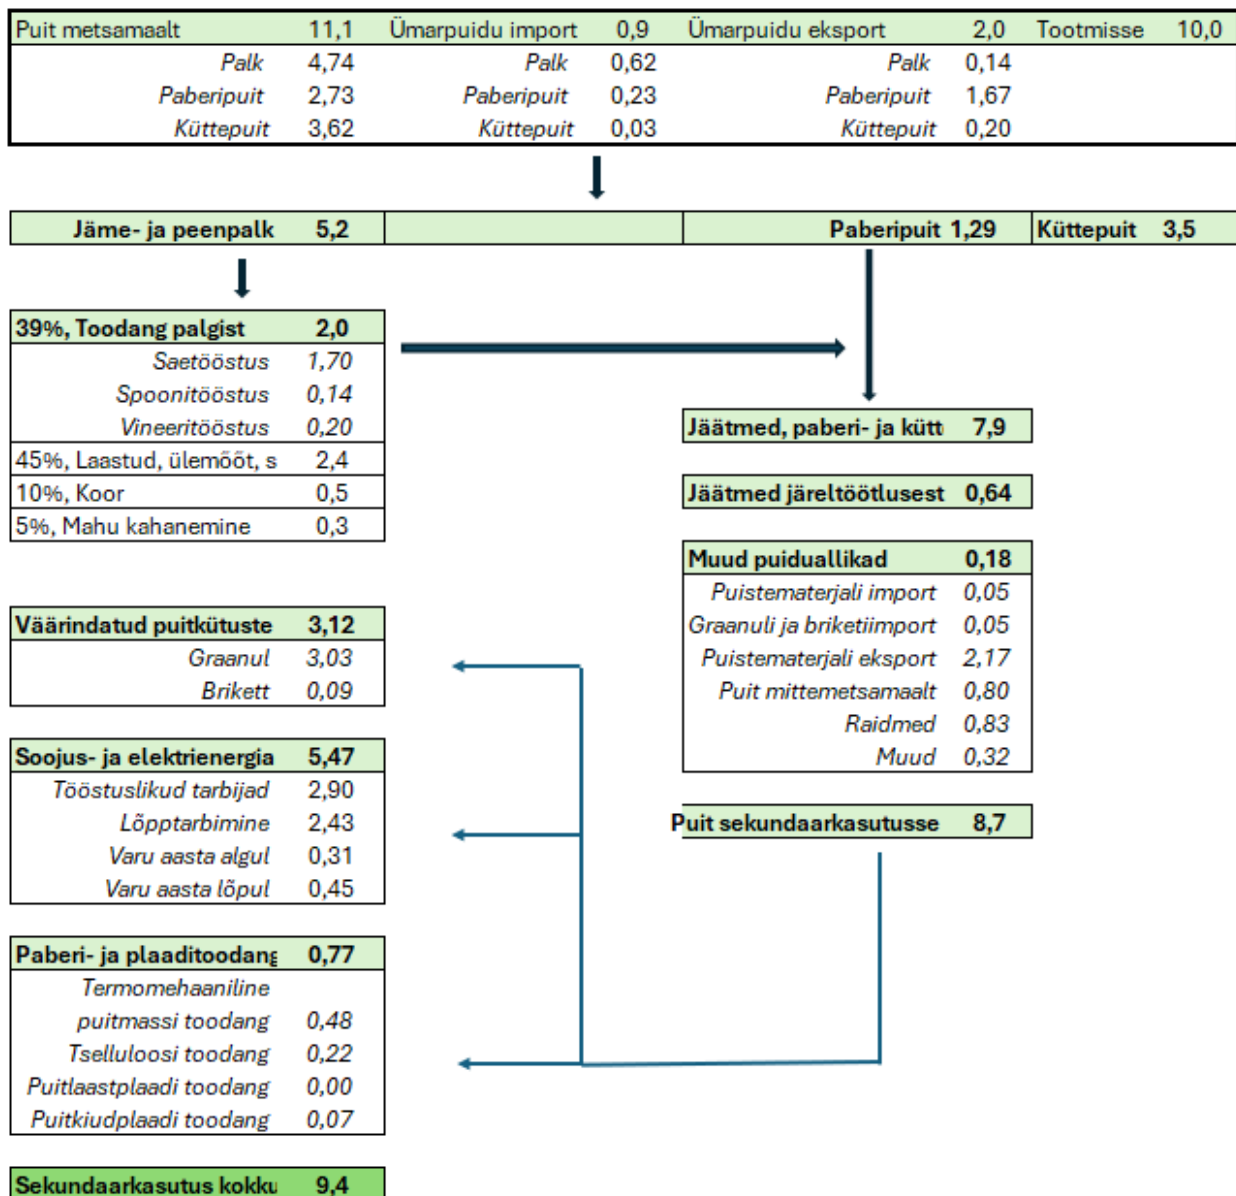 Puit metsamaalt 11,1 Ümarpuidu import 0,9 Ümarpuidu eksport 2,0 Tootmisse 10,0
Palk 4,74 Palk 0,62 Palk 0,14
Paberipuit 2,73 Paberipuit 0,23 Paberipuit 1,67
Küttepuit 3,62 Küttepuit 0,03 Küttepuit 0,20
Jäme- ja peenpalk 5,2 Paberipuit 1,29 Küttepuit 3,5
39%, Toodang palgist 2,0
Saetööstus 1,70
Spoonitööstus 0,14
Vineeritööstus 0,20
45%, Laastud, ülemõõt, s 2,4
10%, Koor 0,5
5%, Mahu kahanemine 0,3
Jäätmed, paberi- ja kütt 7,9
Jäätmed järeltöötlusest 0,64
Muud puiduallikad 0,18
Puistematerjali import 0,05
Graanuli ja briketiimport 0,05
Puistematerjali eksport 2,17
Puit mittemetsamaalt 0,80
Raidmed 0,83
Muud 0,32
Puit sekundaarkasutusse 8,7
Väärindatud puitkütuste 3,12
Graanul 3,03
Brikett 0,09
Soojus- ja elektrienergia 5,47
Tööstuslikud tarbijad 2,90
Lõpptarbimine 2,43
Varu aasta algul 0,31
Varu aasta lõpul 0,45
Paberi- ja plaaditoodang 0,77
Termomehaaniline
puitmassi toodang 0,48
Tselluloosi toodang 0,22
Puitlaastplaadi toodang 0,00
Puitkiudplaadi toodang 0,07
Sekundaarkasutus kokku 9,4